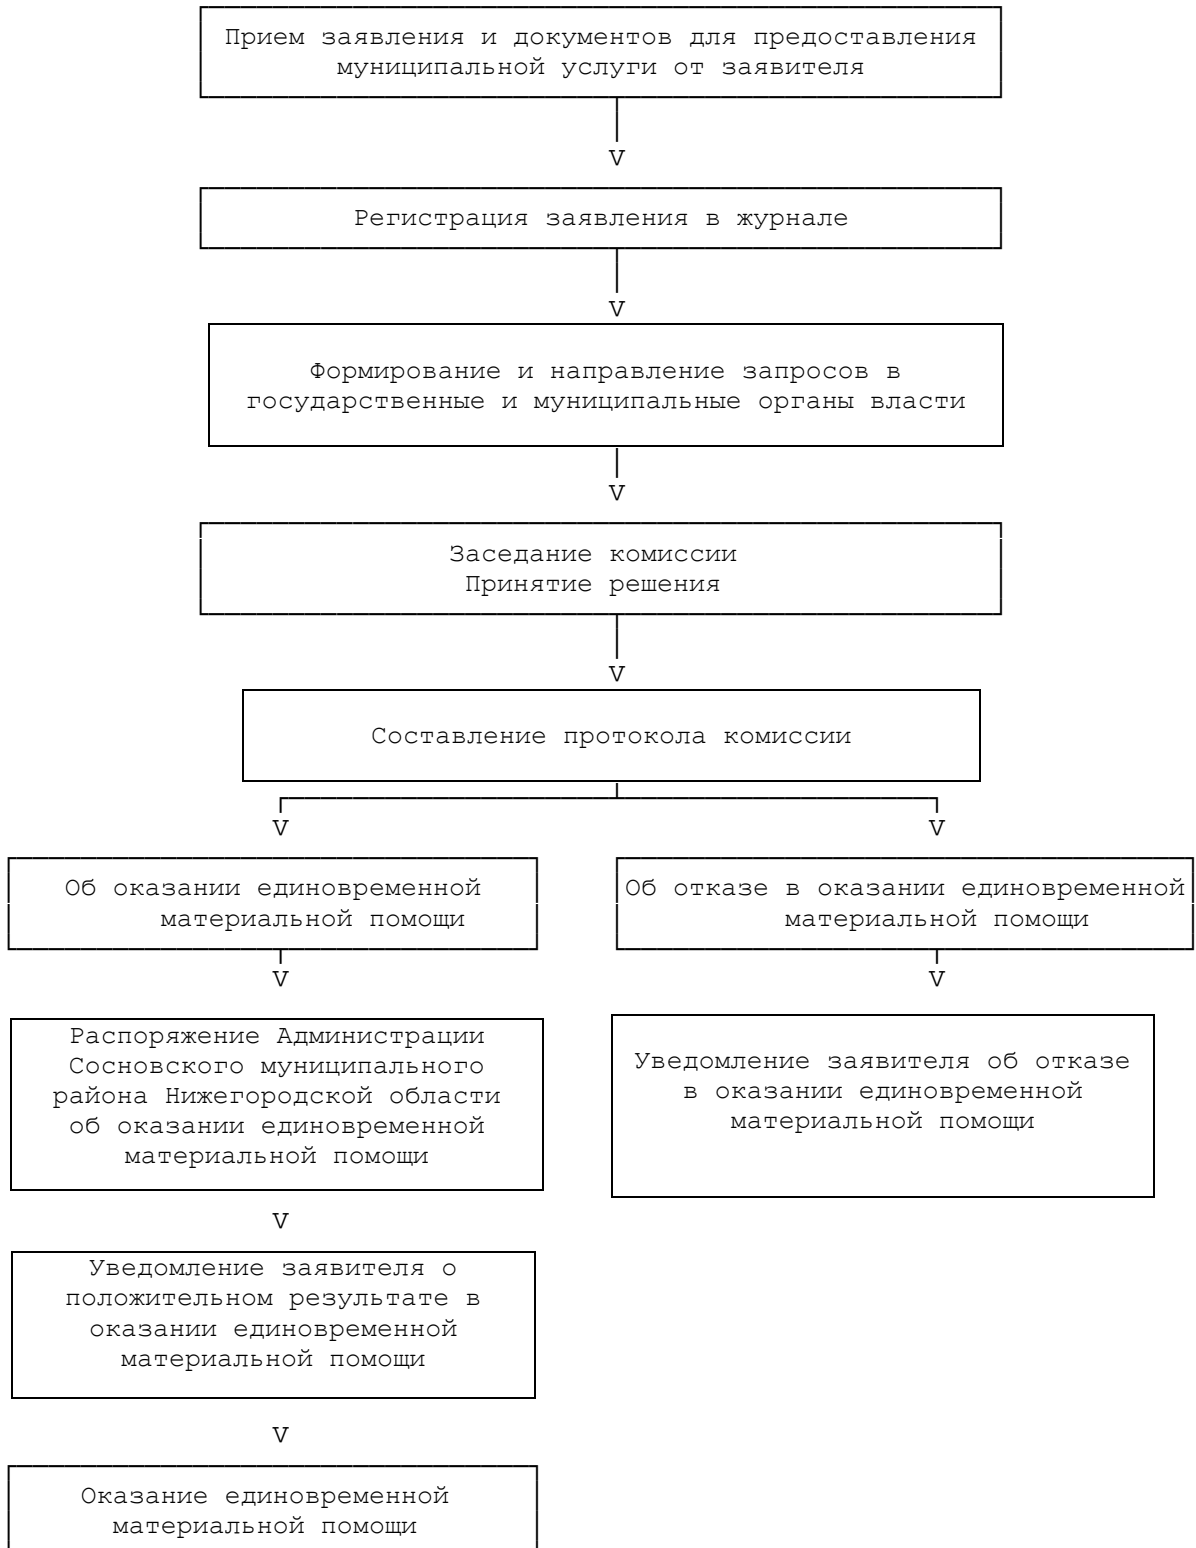 Прием заявления и документов для предоставления
муниципальной услуги от заявителя
V
Регистрация заявления в журнале
V
Формирование и направление запросов в
государственные и муниципальные органы власти
V
Заседание комиссии
Принятие решения
V
Составление протокола комиссии
V
V
Об оказании единовременной
материальной помощи
Об отказе в оказании единовременной
материальной помощи
V
V
Распоряжение Администрации
Сосновского муниципального
района Нижегородской области
об оказании единовременной
материальной помощи
Уведомление заявителя об отказе
в оказании единовременной
материальной помощи
V
Уведомление заявителя о
положительном результате в
оказании единовременной
материальной помощи
V
Оказание единовременной
материальной помощи